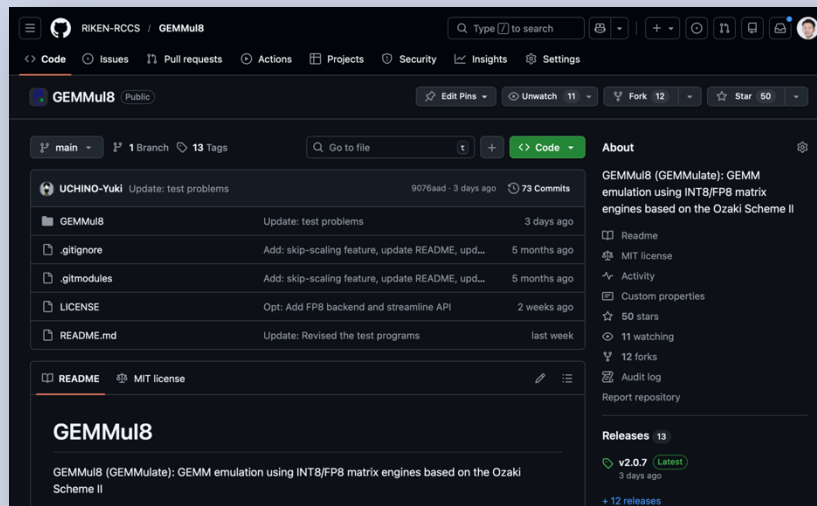 RIKEN-RCCS / GEMMul8
Type / to search
Code Issues Pull requests Actions Projects Security Insights Settings
GEMMul8 Public
Edit Pins Unwatch 11 Fork 12 Star 50
main 1 Branch 13 Tags Go to file t Code
UCHINO-Yuki Update: test problems 9076aad · 3 days ago 73 Commits
GEMMul8 Update: test problems 3 days ago
.gitignore Add: skip-scaling feature, update README, upd... 5 months ago
.gitmodules Add: skip-scaling feature, update README, upd... 5 months ago
LICENSE Opt: Add FP8 backend and streamline API 2 weeks ago
README.md Update: Revised the test programs last week
README MIT license
GEMMul8
GEMMul8 (GEMMulate): GEMM emulation using INT8/FP8 matrix engines based on the Ozaki
Scheme II
About
GEMMul8 (GEMMulate): GEMM
emulation using INT8/FP8 matrix
engines based on the Ozaki Scheme II
Readme
MIT license
Activity
Custom properties
50 stars
11 watching
12 forks
Audit log
Report repository
Releases 13
v2.0.7 Latest
3 days ago
+ 12 releases